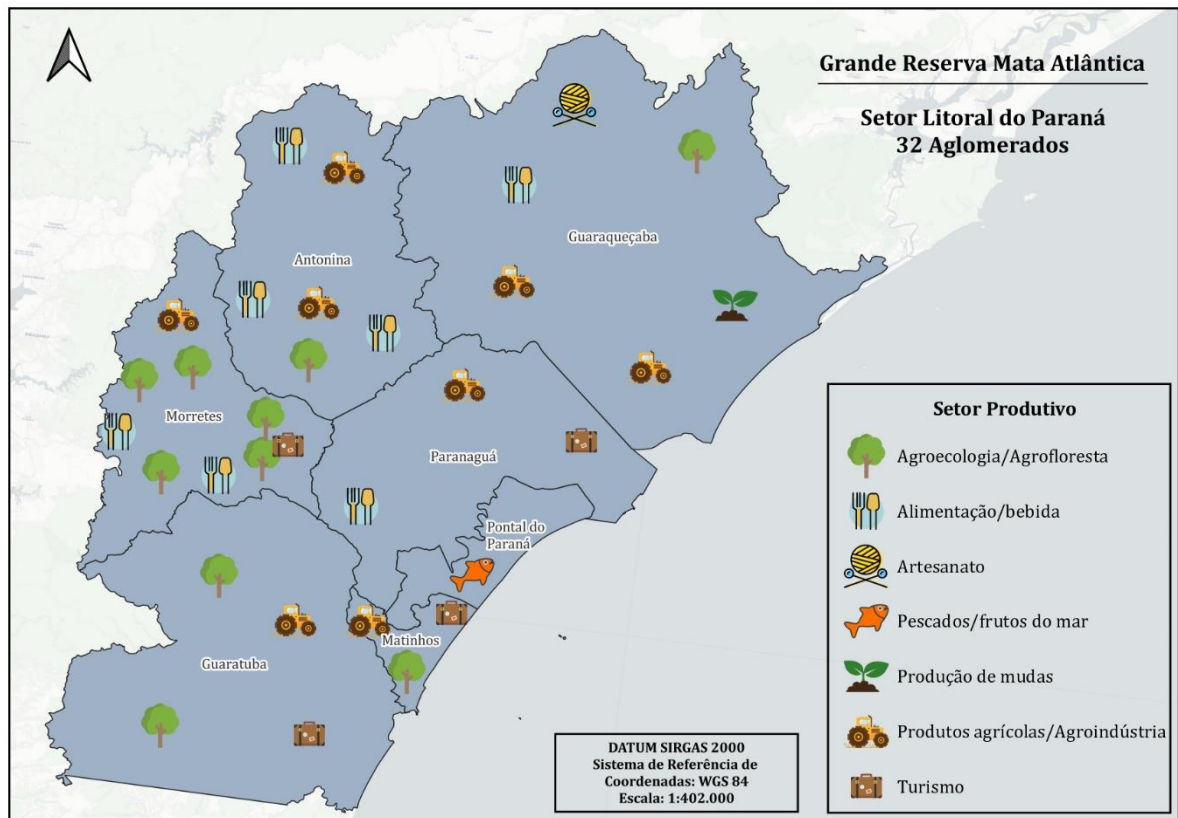 Grande Reserva Mata Atlântica
Setor Litoral do Paraná
32 Aglomerados
Guaraqueçaba
Antonina
Morretes
Paranaguá
Pontal do
Paraná
Matinhos
Guaratuba
Setor Produtivo
Agroecologia/Agrofloresta
Alimentação/bebida
Artesanato
Pescados/frutos do mar
Produção de mudas
Produtos agrícolas/Agroindústria
Turismo
DATUM SIRGAS 2000
Sistema de Referência de
Coordenadas: WGS 84
Escala: 1:402.000